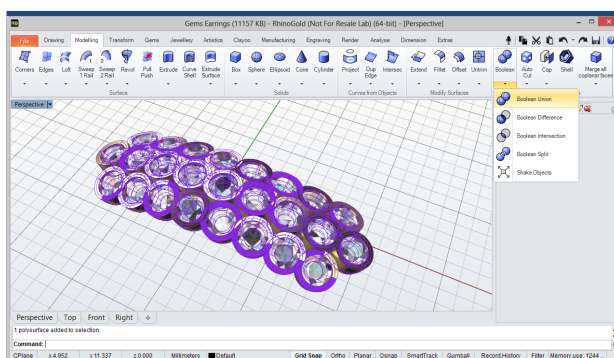 Gems Earrings (11157 KB) - RhinoGold (Not For Resale Lab) (64-bit) - [Perspective]
File Drawing Modelling Transform Gems Jewellery Artistics Clayoo Manufacturing Engraving Render Analyse Dimension Extras
Corners Edges Loft Sweep 1 Rail Sweep 2 Rail Revol Pull Push Extrude Curve Shell Extrude Surface Box Sphere Ellipsoid Cone Cylinder Project Dup Edge Intersec Extend Fillet Offset Untrim Boolean Auto Cut Cap Shell Merge all coplanar faces
Surface Solids Curves from Objects Modify Surfaces
Perspective
Boolean Union
Boolean Difference
Boolean Intersection
Boolean Split
Shake Objects
Perspective Top Front Right
1 polysurface added to selection.
Command:
CPlane x 4.952 y 11.337 z 0.000 Millimeters Default Grid Snap Ortho Planar Osnap SmartTrack Gumball Record History Filter Memory use: 1244 ...